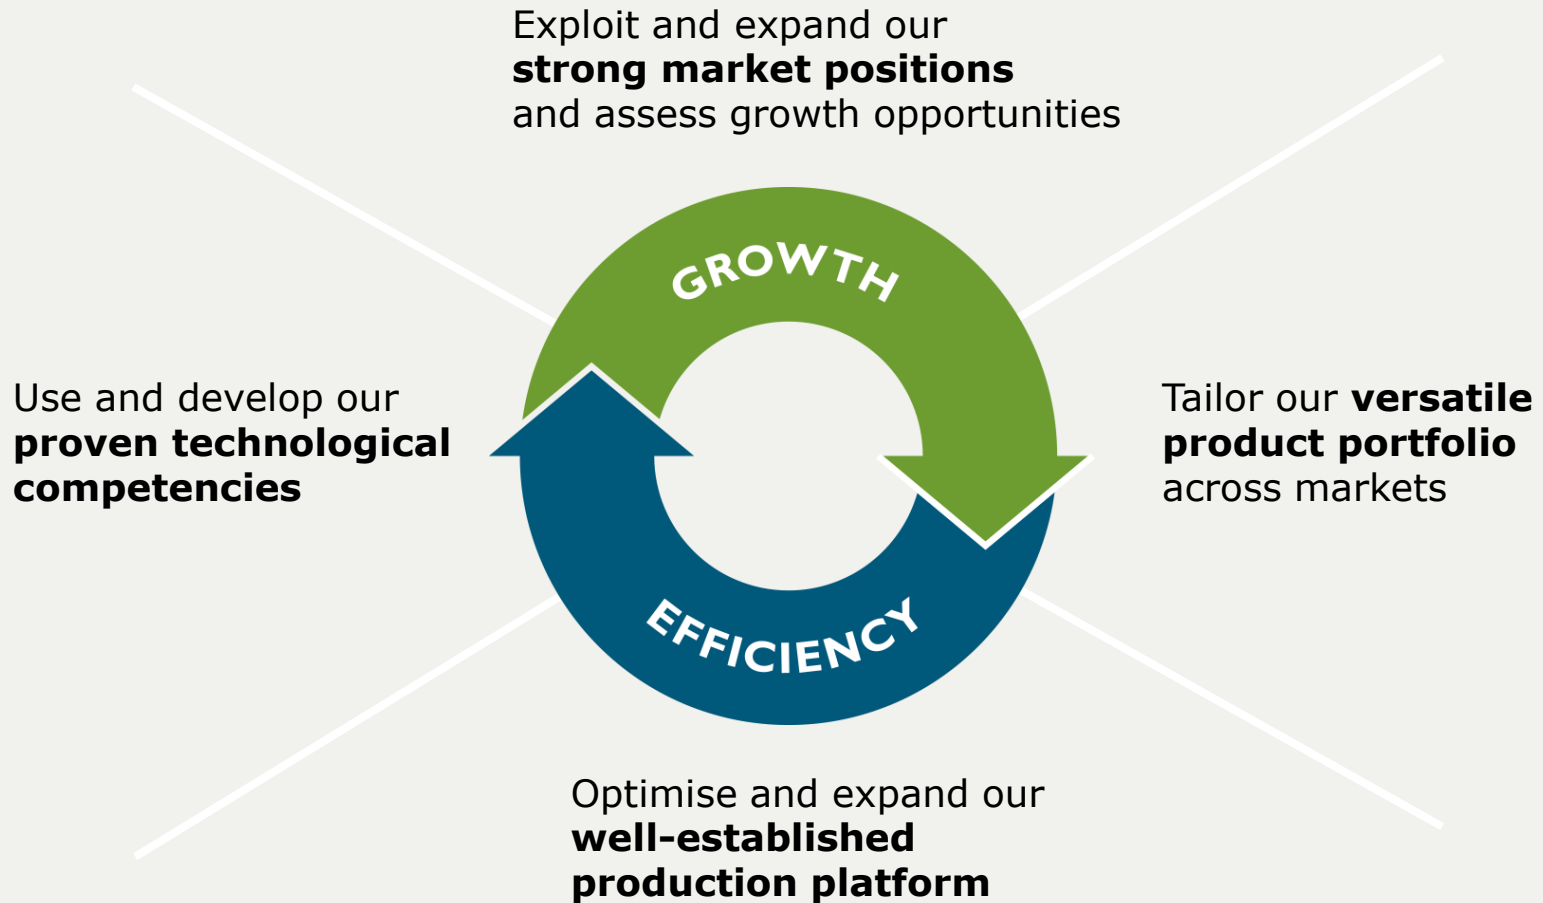 Exploit and expand our
strong market positions
and assess growth opportunities
GROWTH
Use and develop our
proven technological
competencies
Tailor our versatile
product portfolio
across markets
EFFICIENCY
Optimise and expand our
well-established
production platform